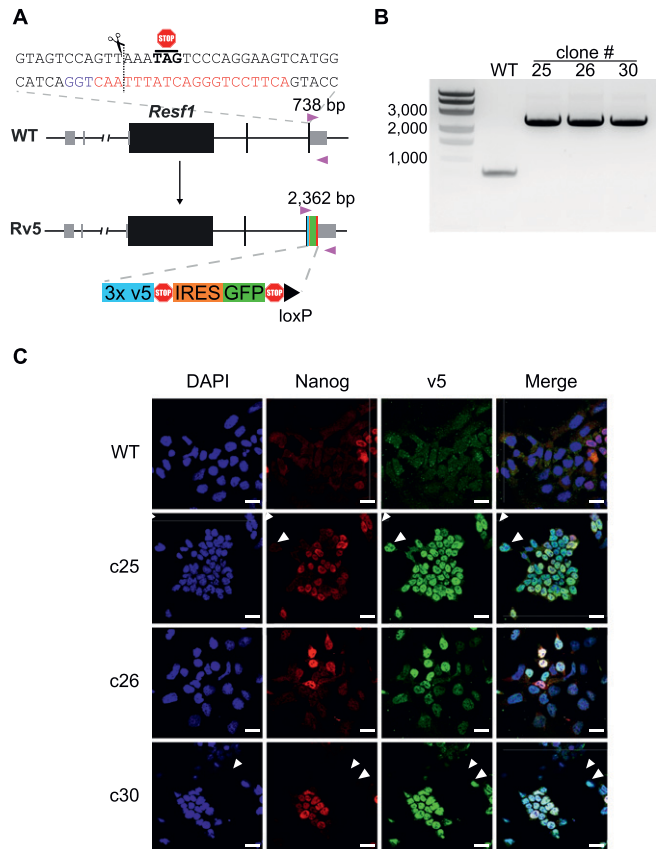 A
STOP
GTAGTCCAGTTAAATAGTCCCAGGAAGTCATGG
CATCAGGTCAATTTATCAGGGTCCTTCAGTACC
Resf1
738 bp
WT
2,362 bp
Rv5
3x v5 STOP IRES GFP STOP
loxP
B
clone #
WT 25 26 30
3,000
2,000
1,000
C
DAPI Nanog v5 Merge
WT
c25
c26
c30